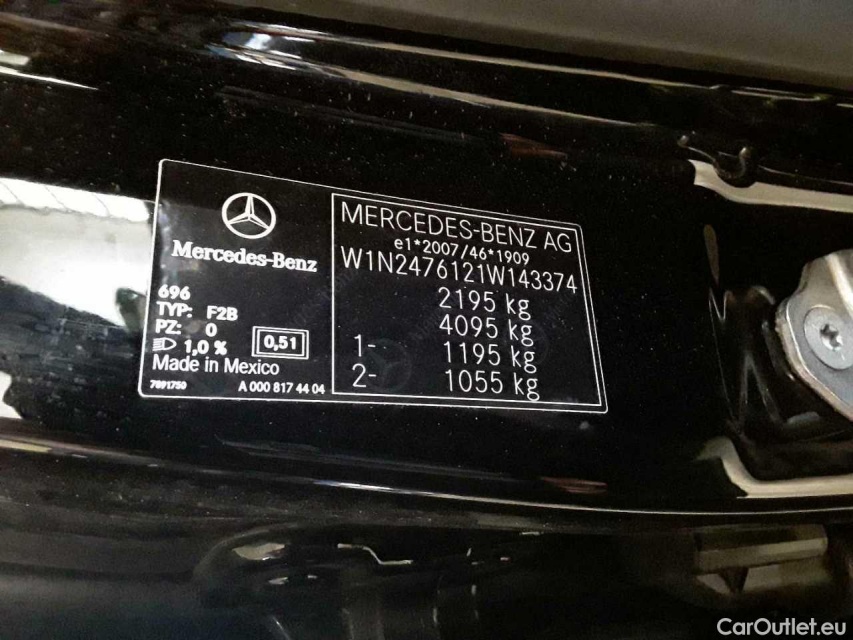 Mercedes-Benz
696
TYP: F2B
PZ: 0
1,0 %
0,51
Made in Mexico
7891750 A 000 817 44 04
MERCEDES-BENZ AG
e1*2007/46*1909
W1N2476121W143374
2195 kg
4095 kg
1- 1195 kg
2- 1055 kg
CarOutlet.eu